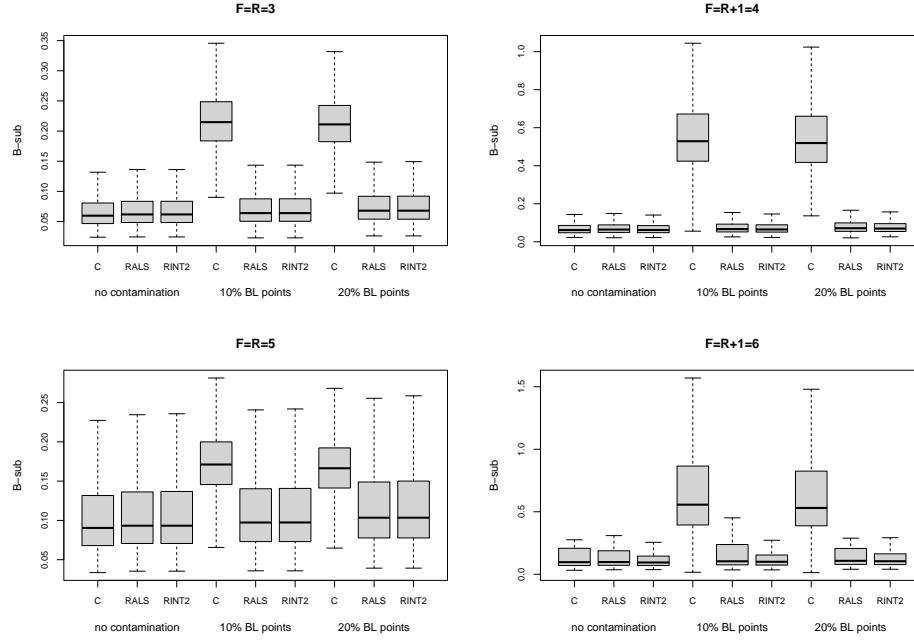 F=R=3
B-sub
0.05 0.10 0.15 0.20 0.25 0.30 0.35
C RALS RINT2 C RALS RINT2 C RALS RINT2
no contamination 10% BL points 20% BL points
F=R+1=4
B-sub
0.0 0.2 0.4 0.6 0.8 1.0
C RALS RINT2 C RALS RINT2 C RALS RINT2
no contamination 10% BL points 20% BL points
F=R=5
B-sub
0.05 0.10 0.15 0.20 0.25
C RALS RINT2 C RALS RINT2 C RALS RINT2
no contamination 10% BL points 20% BL points
F=R+1=6
B-sub
0.0 0.5 1.0 1.5
C RALS RINT2 C RALS RINT2 C RALS RINT2
no contamination 10% BL points 20% BL points